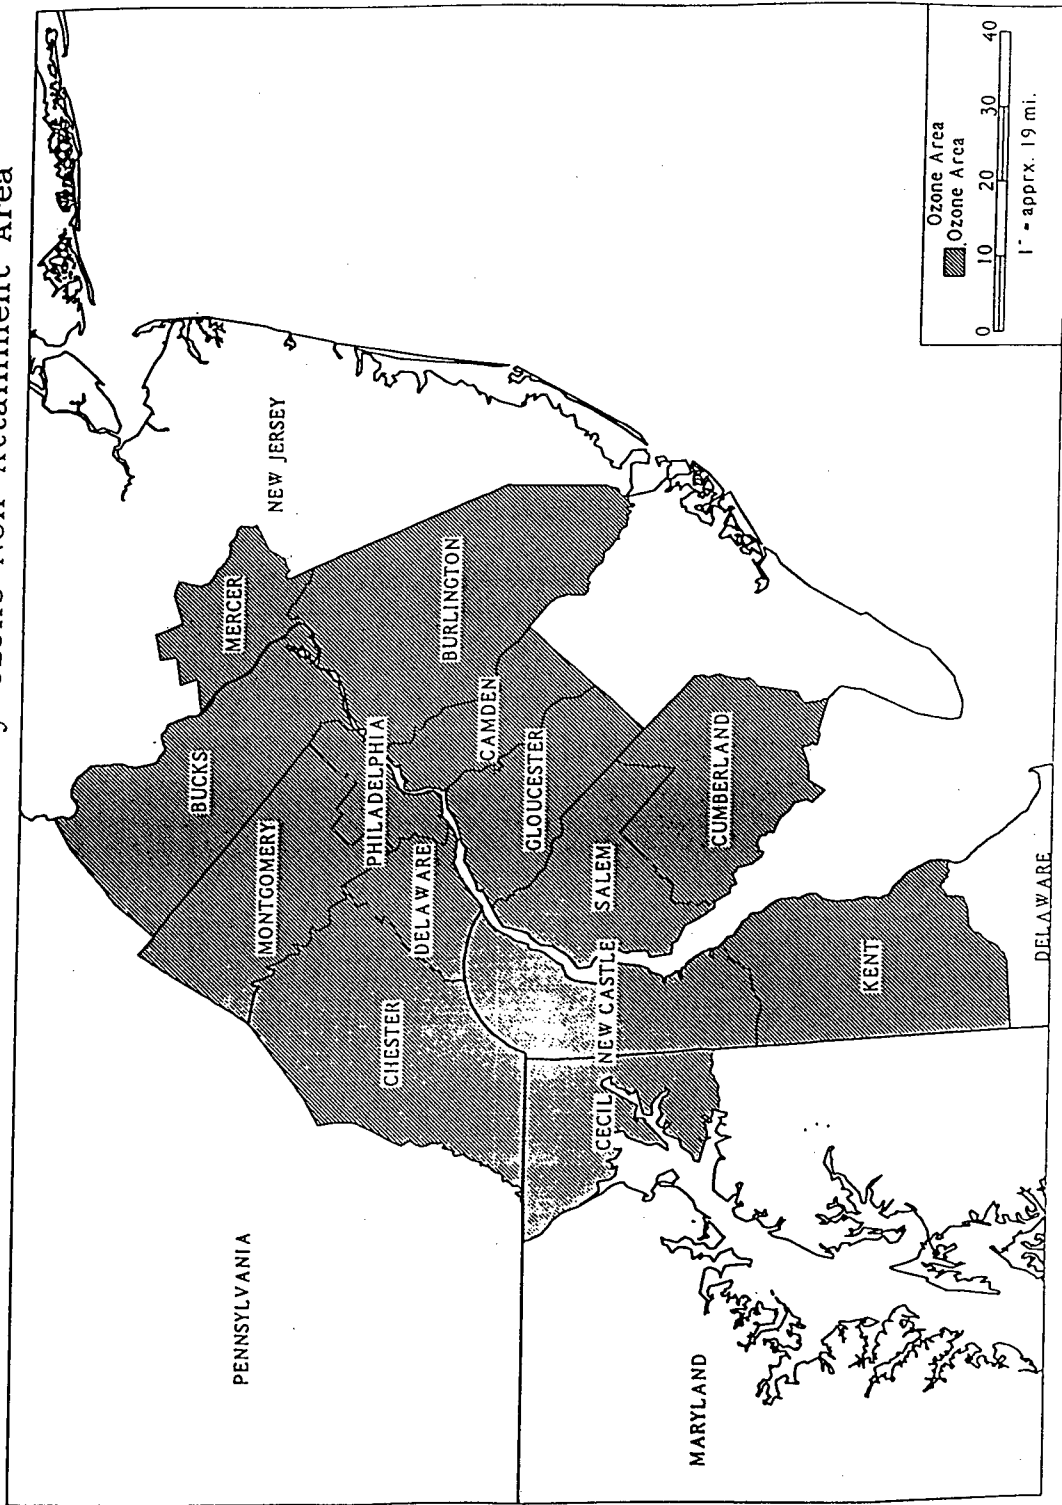 Ozone Non-Attainment Area
NEW JERSEY
MERCER
BURLINGTON
BUCKS
CAMDEN
PHILADELPHIA
GLOUCESTER
CUMBERLAND
MONTGOMERY
DELAWARE
SALEM
CHESTER
NEW CASTLE
CECIL
KENT
DELAWARE
PENNSYLVANIA
MARYLAND
Ozone Area
Ozone Area
0 10 20 30 40
1" = apprx. 19 mi.